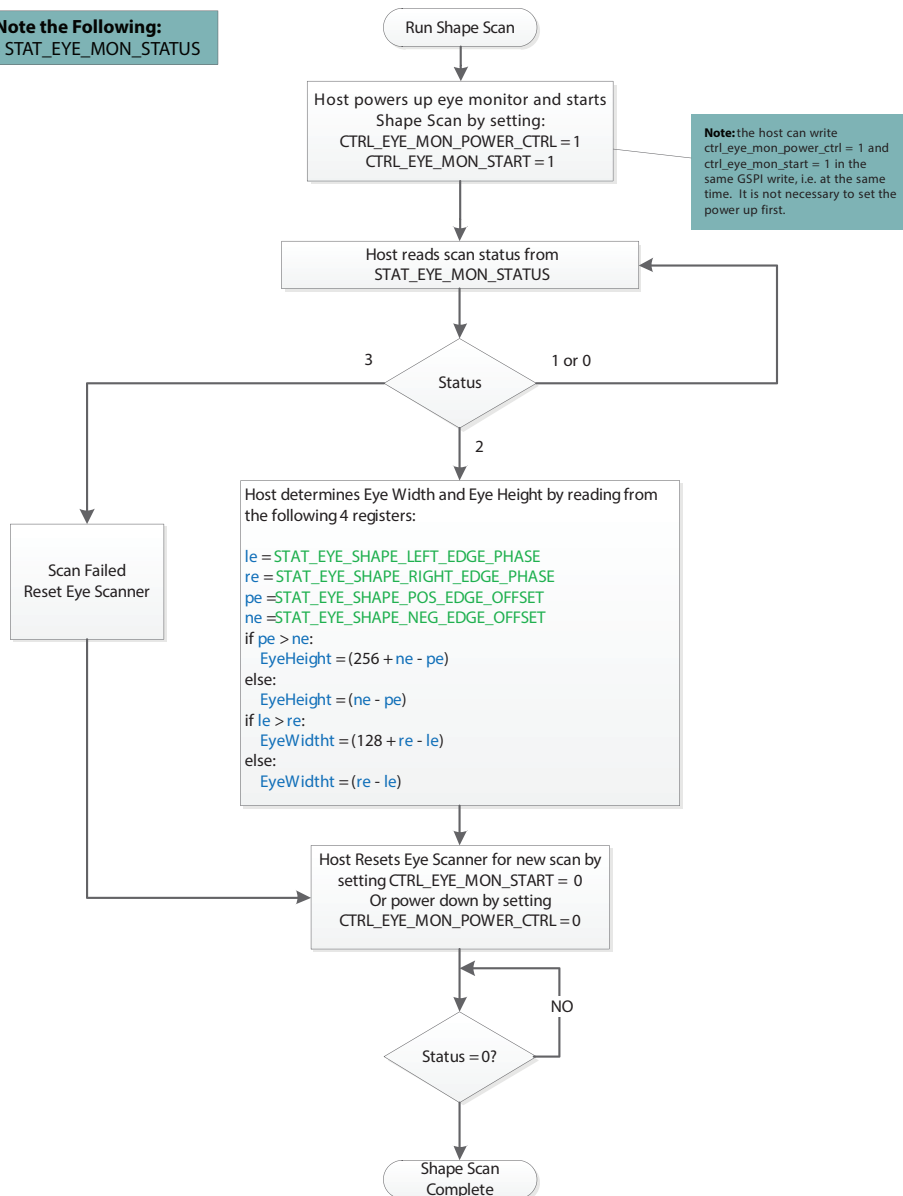 Note the Following:
STAT_EYE_MON_STATUS
Run Shape Scan
Host powers up eye monitor and starts
Shape Scan by setting:
CTRL_EYE_MON_POWER_CTRL = 1
CTRL_EYE_MON_START = 1
Note: the host can write
ctrl_eye_mon_power_ctrl = 1 and
ctrl_eye_mon_start = 1 in the
same GSPI write, i.e. at the same
time. It is not necessary to set the
power up first.
Host reads scan status from
STAT_EYE_MON_STATUS
3
1 or 0
Status
2
Host determines Eye Width and Eye Height by reading from
the following 4 registers:
le = STAT_EYE_SHAPE_LEFT_EDGE_PHASE
re = STAT_EYE_SHAPE_RIGHT_EDGE_PHASE
pe =STAT_EYE_SHAPE_POS_EDGE_OFFSET
ne =STAT_EYE_SHAPE_NEG_EDGE_OFFSET
if pe > ne:
EyeHeight = (256 + ne - pe)
else:
EyeHeight = (ne - pe)
if le > re:
EyeWidtht = (128 + re - le)
else:
EyeWidtht = (re - le)
Scan Failed
Reset Eye Scanner
Host Resets Eye Scanner for new scan by
setting CTRL_EYE_MON_START = 0
Or power down by setting
CTRL_EYE_MON_POWER_CTRL = 0
NO
Status = 0?
Shape Scan
Complete